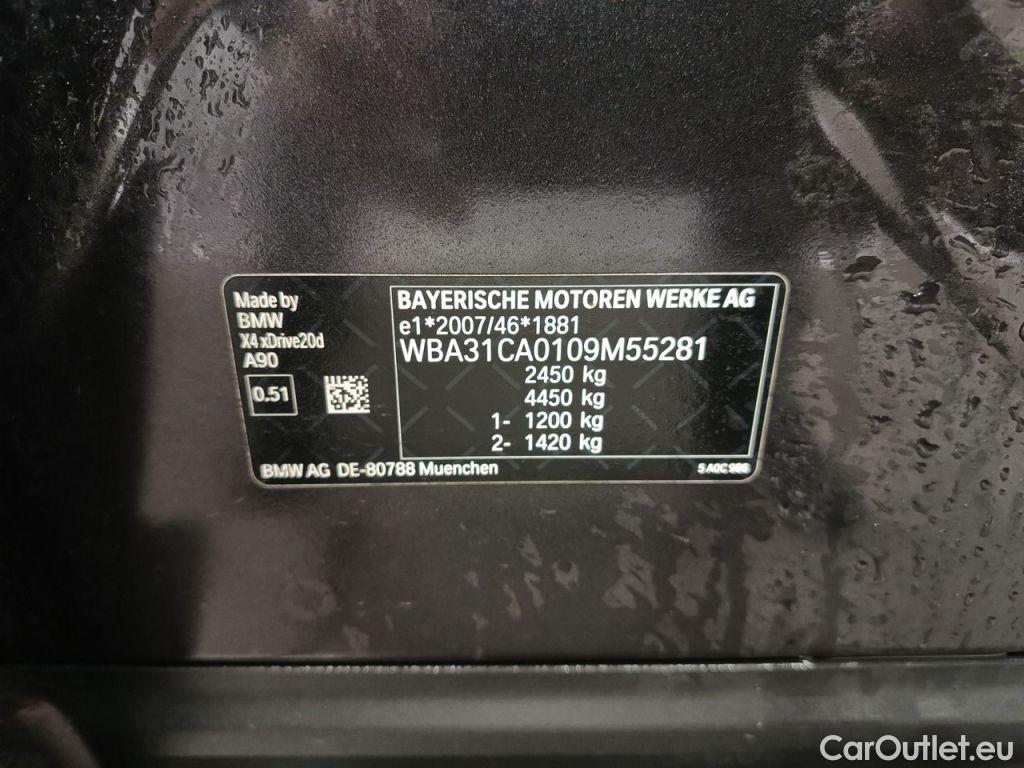 Made by
BMW
X4 xDrive20d
A90
0.51
BAYERISCHE MOTOREN WERKE AG
e1*2007/46*1881
WBA31CA0109M55281
2450 kg
4450 kg
1- 1200 kg
2- 1420 kg
BMW AG DE-80788 Muenchen
CarOutlet.eu